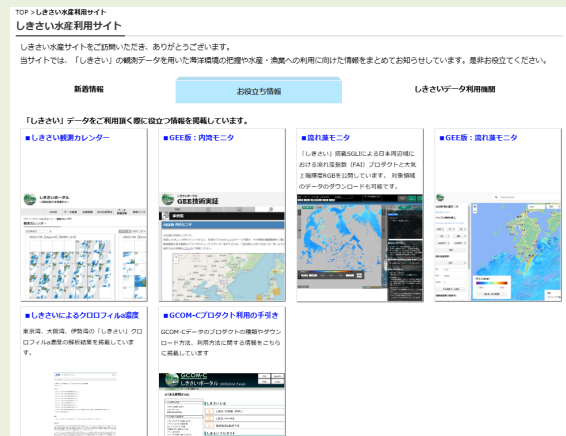 TOP >しきさい水産利用サイト
しきさい水産利用サイト
しきさい水産サイトをご訪問いただき、ありがとうございます。
当サイトでは、「しきさい」の観測データを用いた海洋環境の把握や水産・漁業への利用に向けた情報をまとめてお知らせしています。是非お役立てください。
新着情報
お役立ち情報
しきさいデータ利用機関
「しきさい」データをご利用頂く際に役立つ情報を掲載しています。
■しきさい観測カレンダー
■GEE版：内湾モニタ
■流れ藻モニタ
■GEE版：流れ藻モニタ
「しきさい」搭載SGLIによる日本周辺域に
おける流れ藻指数（FAI）プロダクトと大気
上端輝度RGBを公開しています。 対象領域
のデータのダウンロードも可能です。
しきさいポータル
GEE技術実証
■しきさいによるクロロフィルa濃度
■GCOM-Cプロダクト利用の手引き
東京湾、大阪湾、伊勢湾の「しきさい」クロ
ロフィルa濃度の解析結果を掲載していま
す。
GCOM-Cデータのプロダクトの種類やダウン
ロード方法、利用方法に関する情報をこちら
に掲載しています
GCOM-C
しきさいポータル